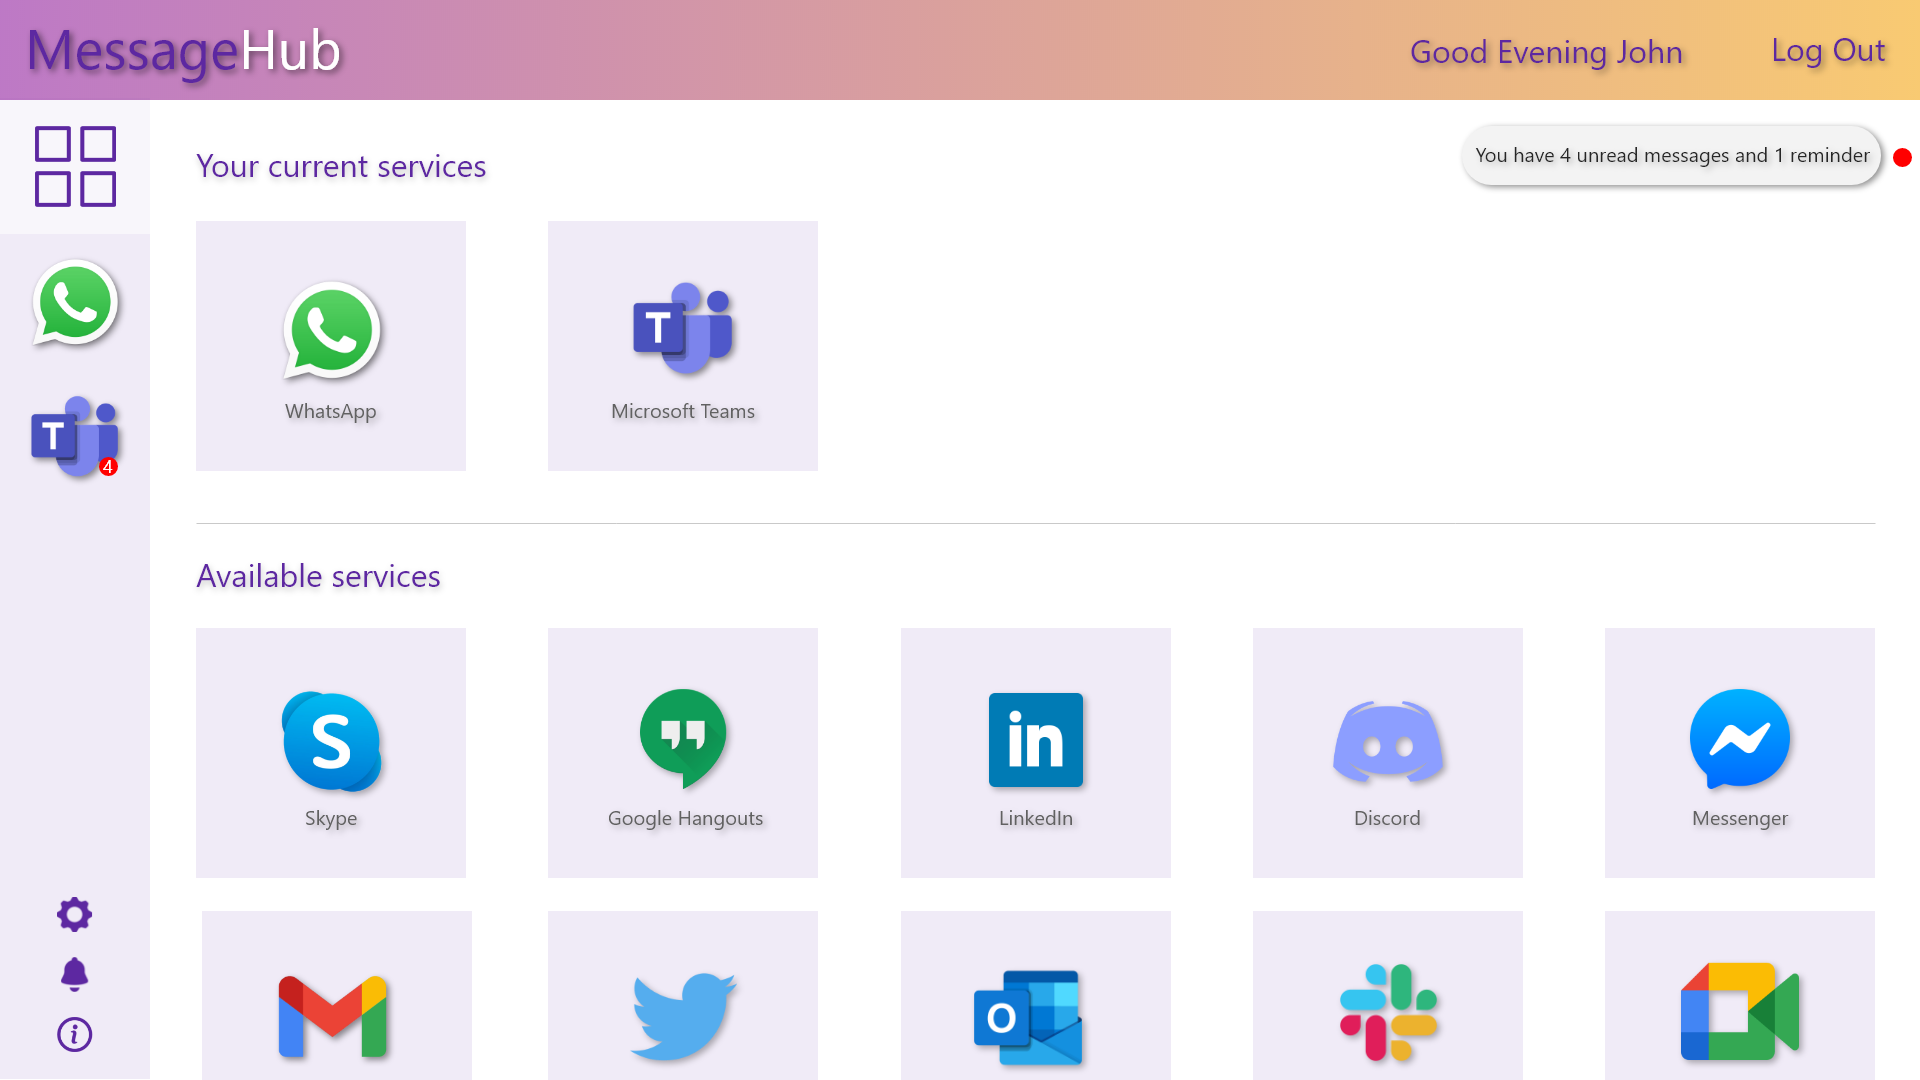 MessageHub
Good Evening John
Log Out
Your current services
You have 4 unread messages and 1 reminder
WhatsApp
T
Microsoft Teams
T
4
Available services
S
Skype
Google Hangouts
in
LinkedIn
Discord
Messenger
O
i